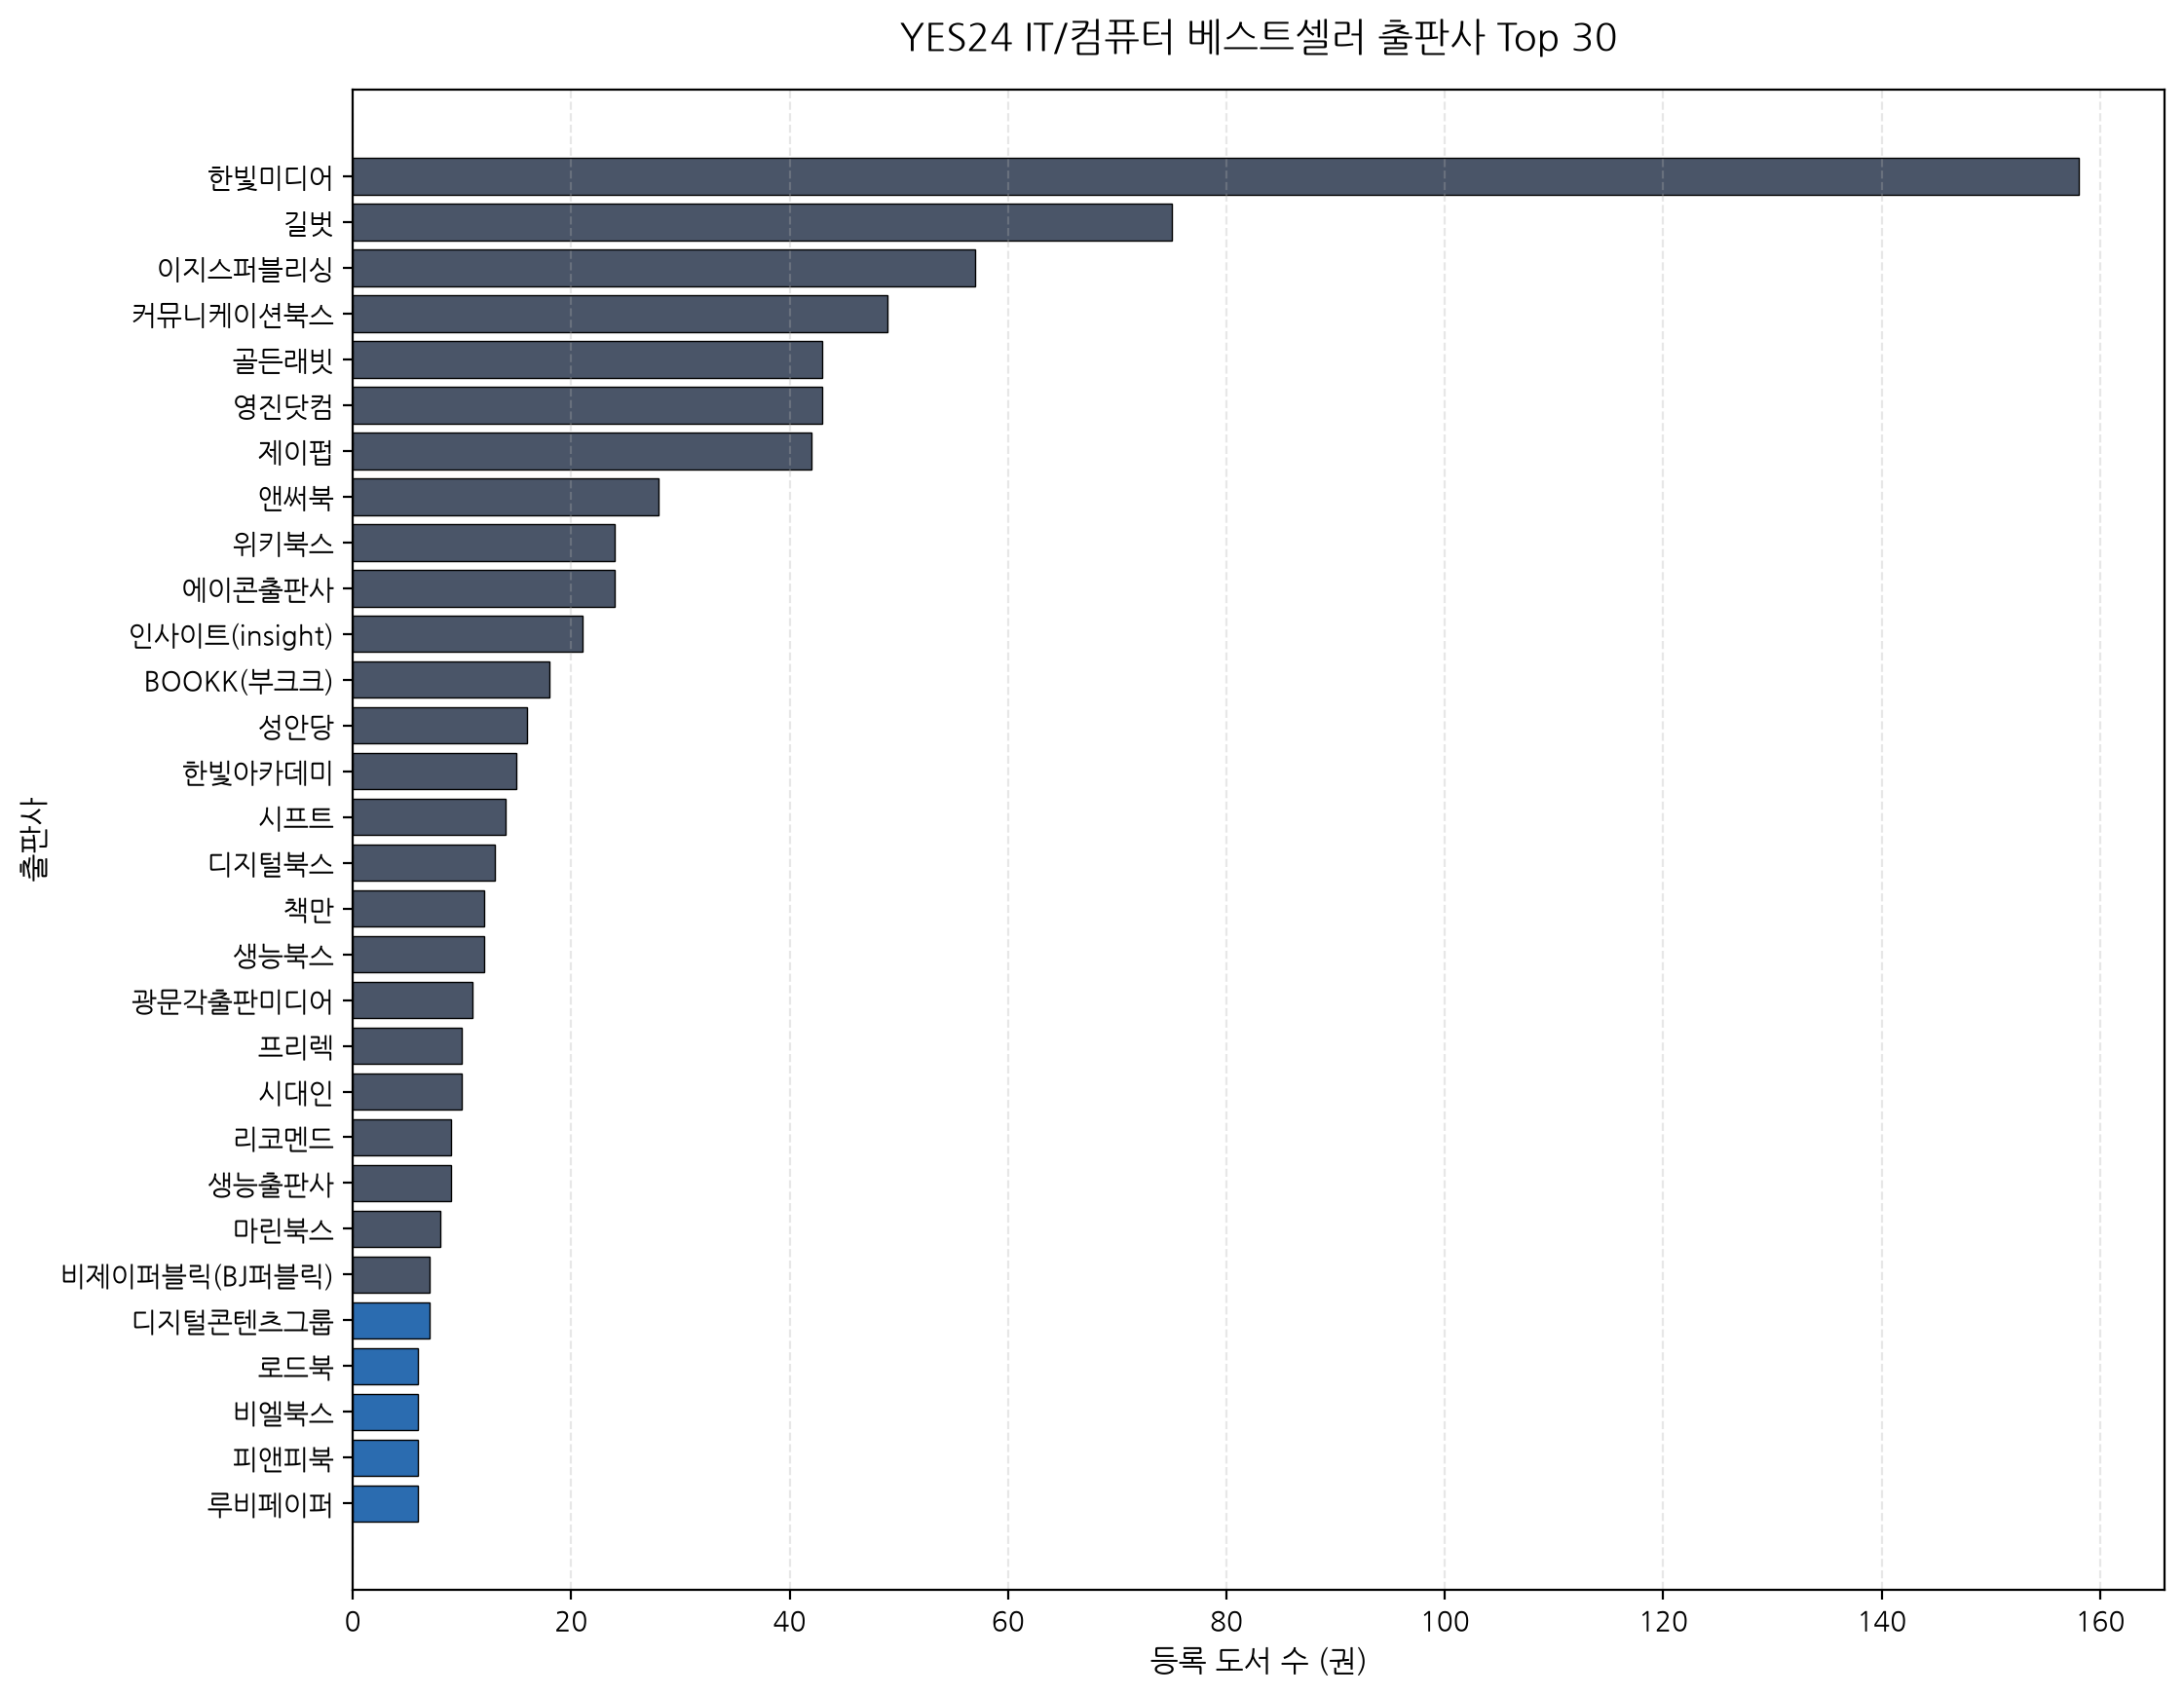 YES24 IT/컴퓨터 베스트셀러 출판사 Top 30
출판사
한빛미디어
길벗
이지스퍼블리싱
커뮤니케이션북스
골든래빗
영진닷컴
제이펍
앤써북
위키북스
에이콘출판사
인사이트(insight)
BOOKK(부크크)
성안당
한빛아카데미
시프트
디지털북스
책만
생능북스
광문각출판미디어
프리렉
시대인
리코멘드
생능출판사
마린북스
비제이퍼블릭(BJ퍼블릭)
디지털콘텐츠그룹
로드북
비엘북스
피앤피북
루비페이퍼
0 20 40 60 80 100 120 140 160
등록 도서 수 (권)